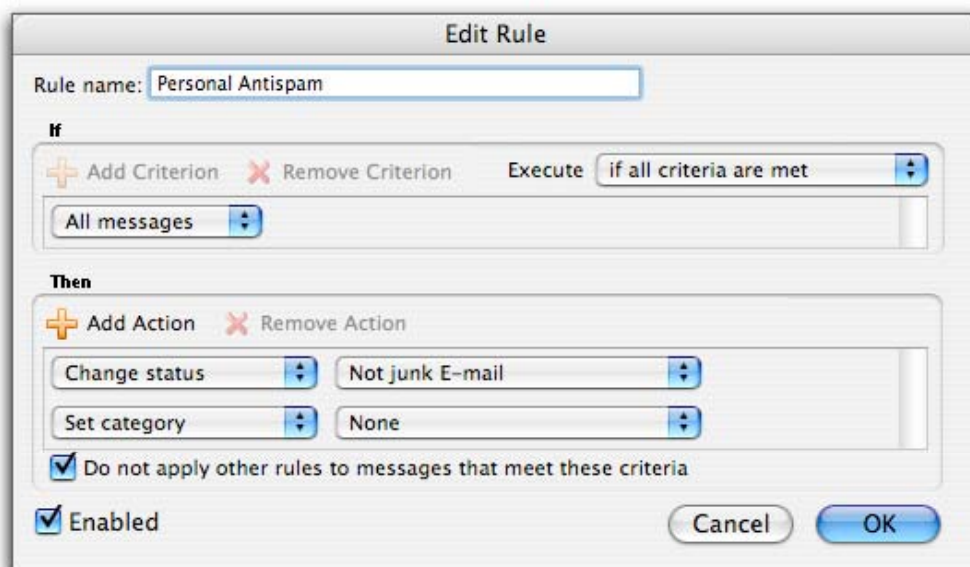 Edit Rule
Rule name: Personal Antispam
If
Add Criterion Remove Criterion Execute if all criteria are met
All messages
Then
Add Action Remove Action
Change status Not junk E-mail
Set category None
Do not apply other rules to messages that meet these criteria
Enabled Cancel OK